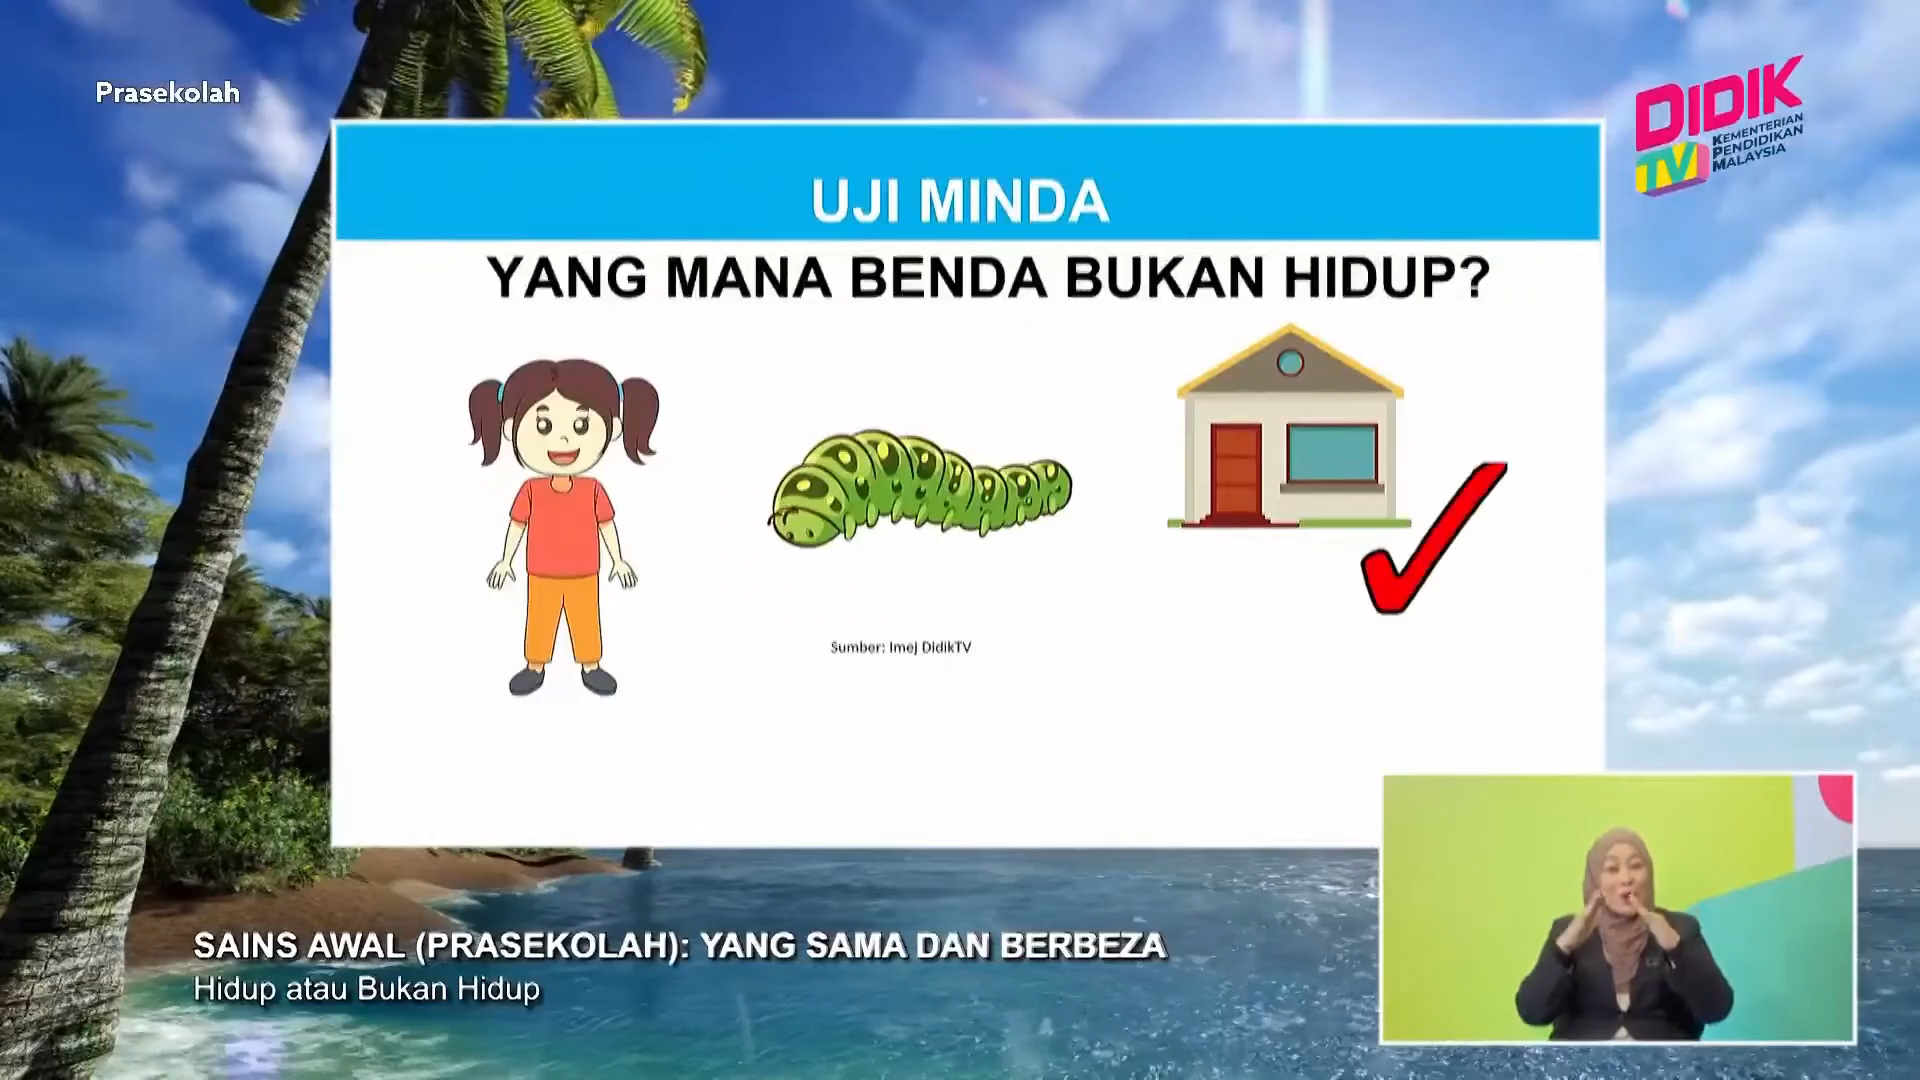 Prasekolah
DIDIK
TV
KEMENTERIAN
PENDIDIKAN
MALAYSIA
UJI MINDA
YANG MANA BENDA BUKAN HIDUP?
Sumber: Imej DidikTV
SAINS AWAL (PRASEKOLAH): YANG SAMA DAN BERBEZA
Hidup atau Bukan Hidup